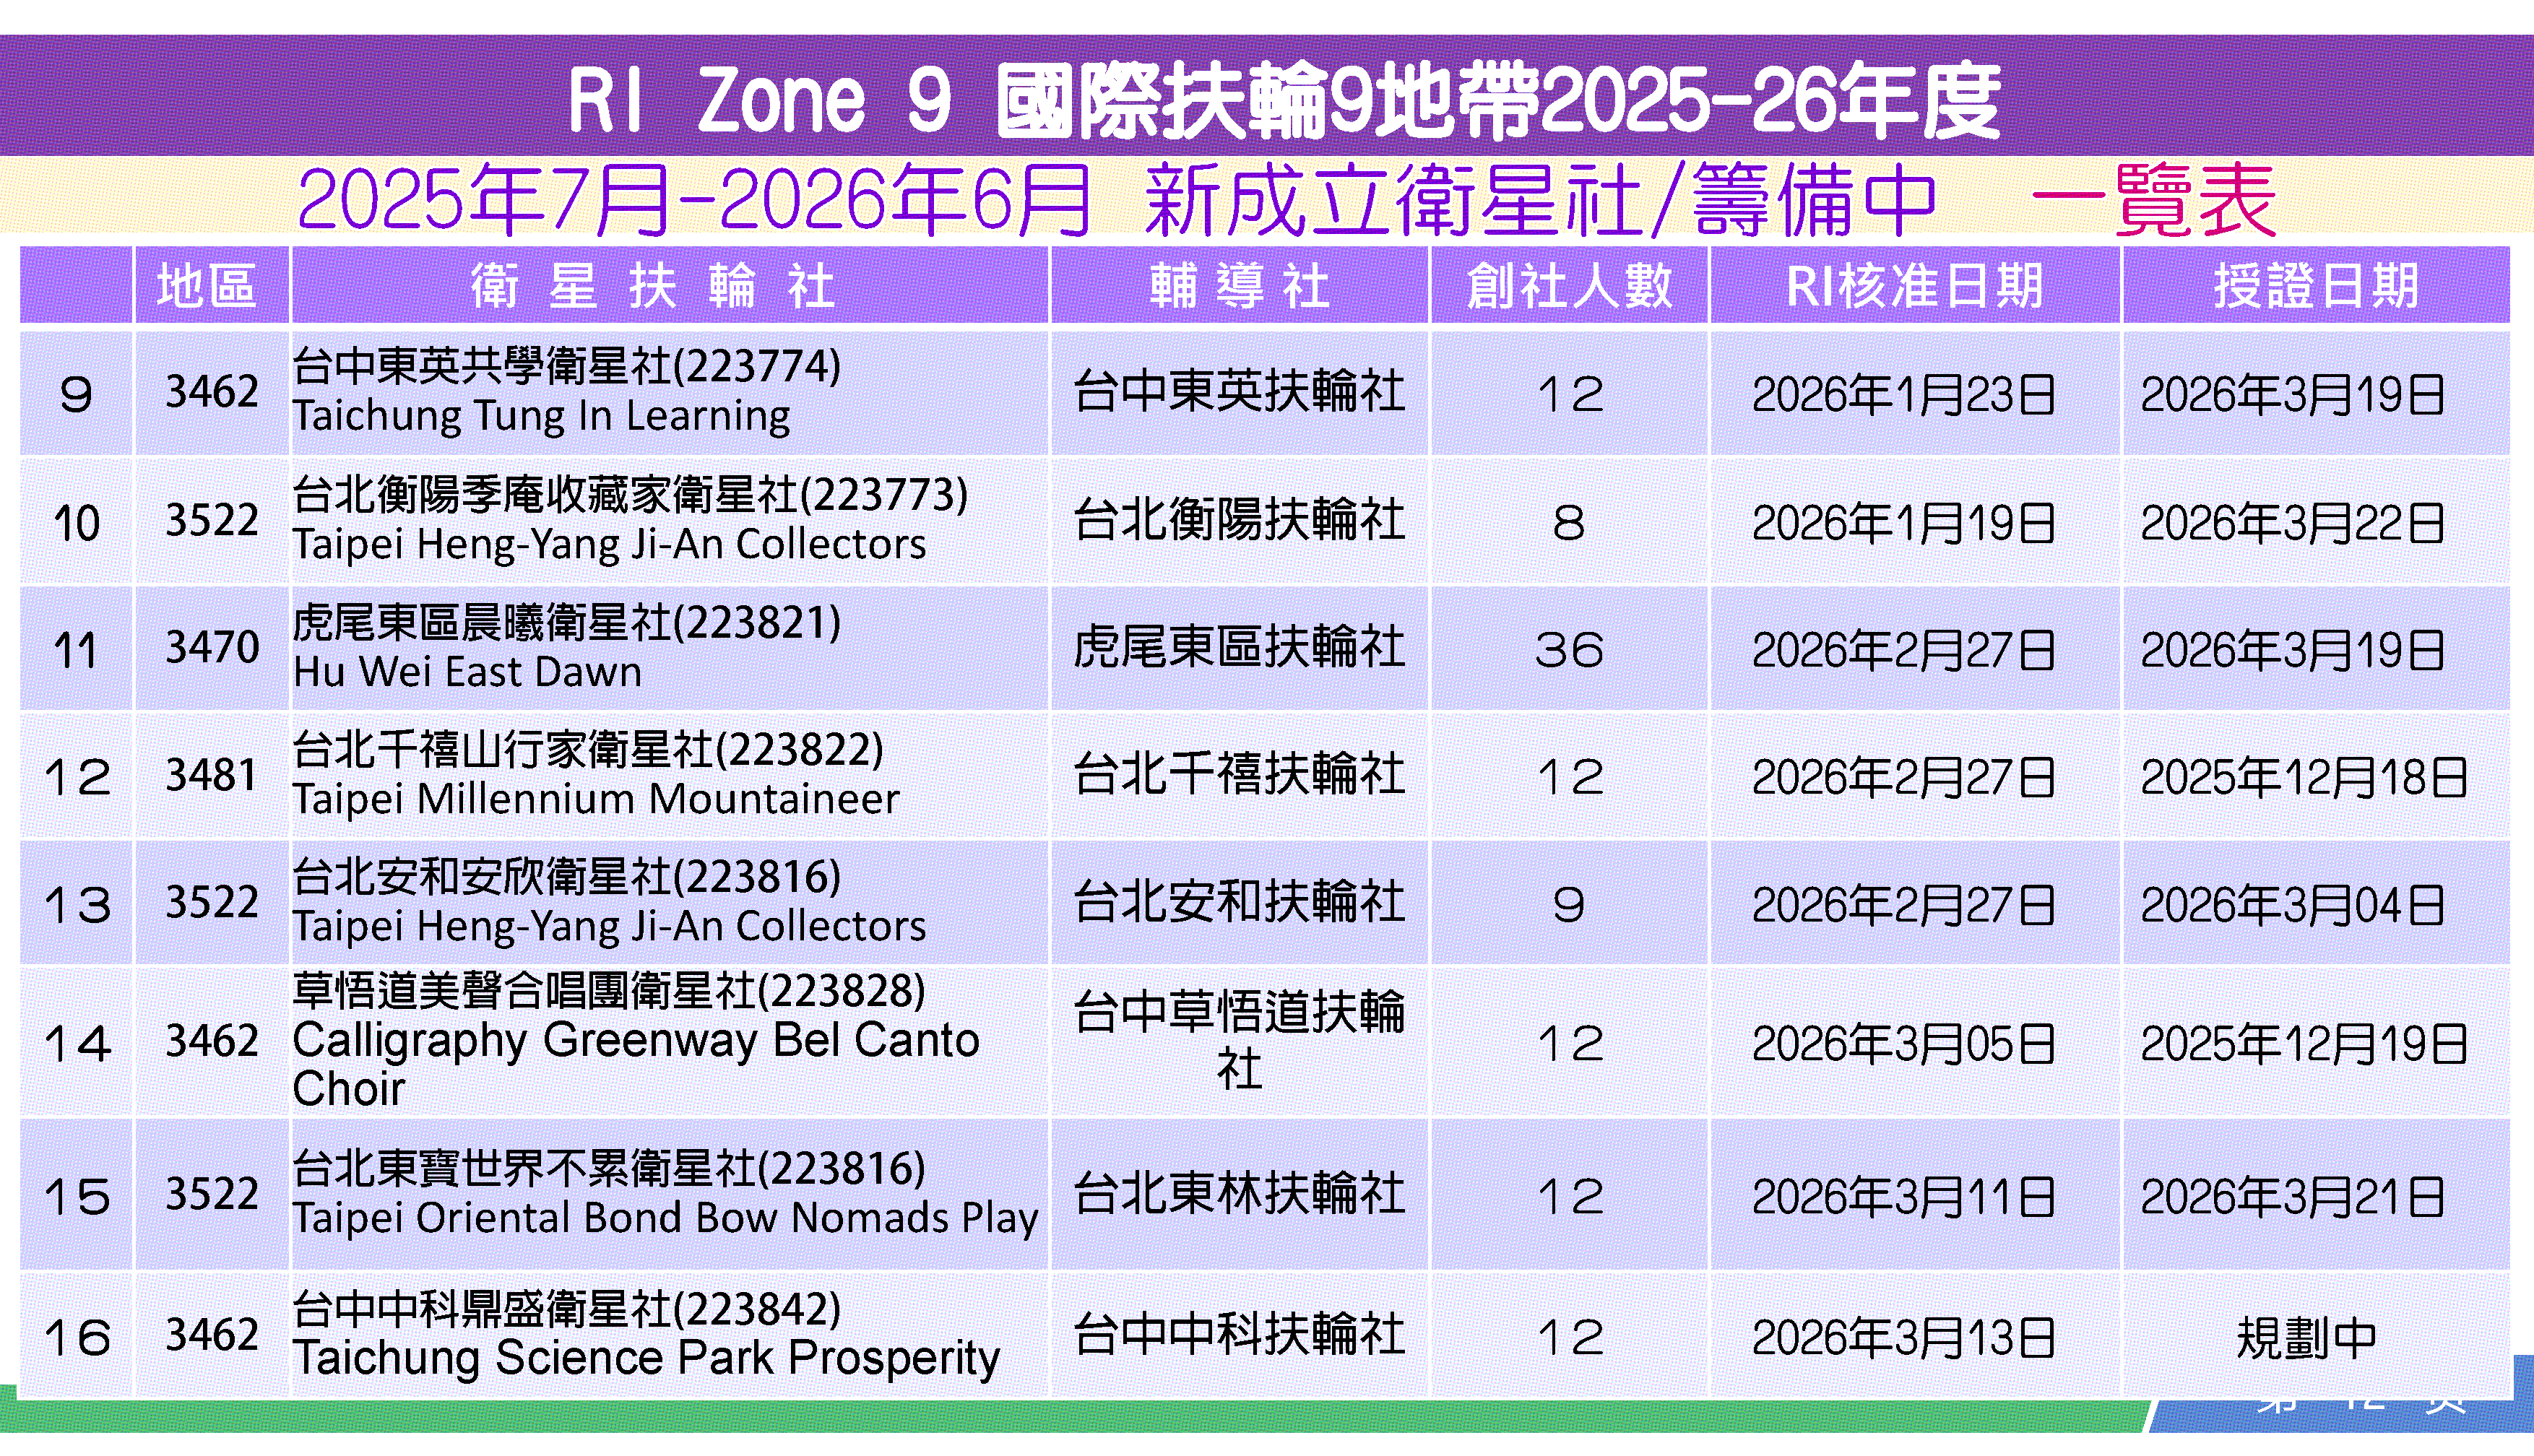 RI Zone 9 國際扶輪9地帶2025-26年度
2025年7月-2026年6月 新成立衛星社/籌備中 一覽表
地區 衛星扶輪社 輔導社 創社人數 RI核准日期 授證日期
9 3462 台中東英共學衛星社(223774) 台中東英扶輪社 12 2026年1月23日 2026年3月19日
Taichung Tung In Learning
10 3522 台北衡陽季庵收藏家衛星社(223773) 台北衡陽扶輪社 8 2026年1月19日 2026年3月22日
Taipei Heng-Yang Ji-An Collectors
11 3470 虎尾東區晨曦衛星社(223821) 虎尾東區扶輪社 36 2026年2月27日 2026年3月19日
Hu Wei East Dawn
12 3481 台北千禧山行家衛星社(223822) 台北千禧扶輪社 12 2026年2月27日 2025年12月18日
Taipei Millennium Mountaineer
13 3522 台北安和安欣衛星社(223816) 台北安和扶輪社 9 2026年2月27日 2026年3月04日
Taipei Heng-Yang Ji-An Collectors
14 3462 草悟道美聲合唱團衛星社(223828) 台中草悟道扶輪社 12 2026年3月05日 2025年12月19日
Calligraphy Greenway Bel Canto
Choir
15 3522 台北東寶世界不累衛星社(223816) 台北東林扶輪社 12 2026年3月11日 2026年3月21日
Taipei Oriental Bond Bow Nomads Play
16 3462 台中中科鼎盛衛星社(223842) 台中中科扶輪社 12 2026年3月13日 規劃中
Taichung Science Park Prosperity
第 12 页